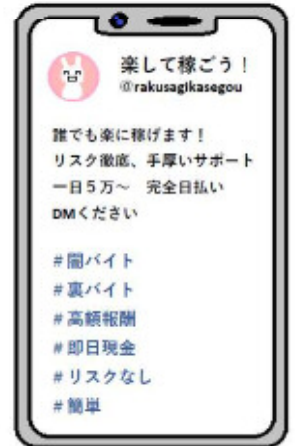 楽して稼ごう！
@rakusagikasegou
誰でも楽に稼げます！
リスク徹底、手厚いサポート
一日５万～　完全日払い
DMください
#闇バイト
#裏バイト
#高額報酬
#即日現金
#リスクなし
#簡単